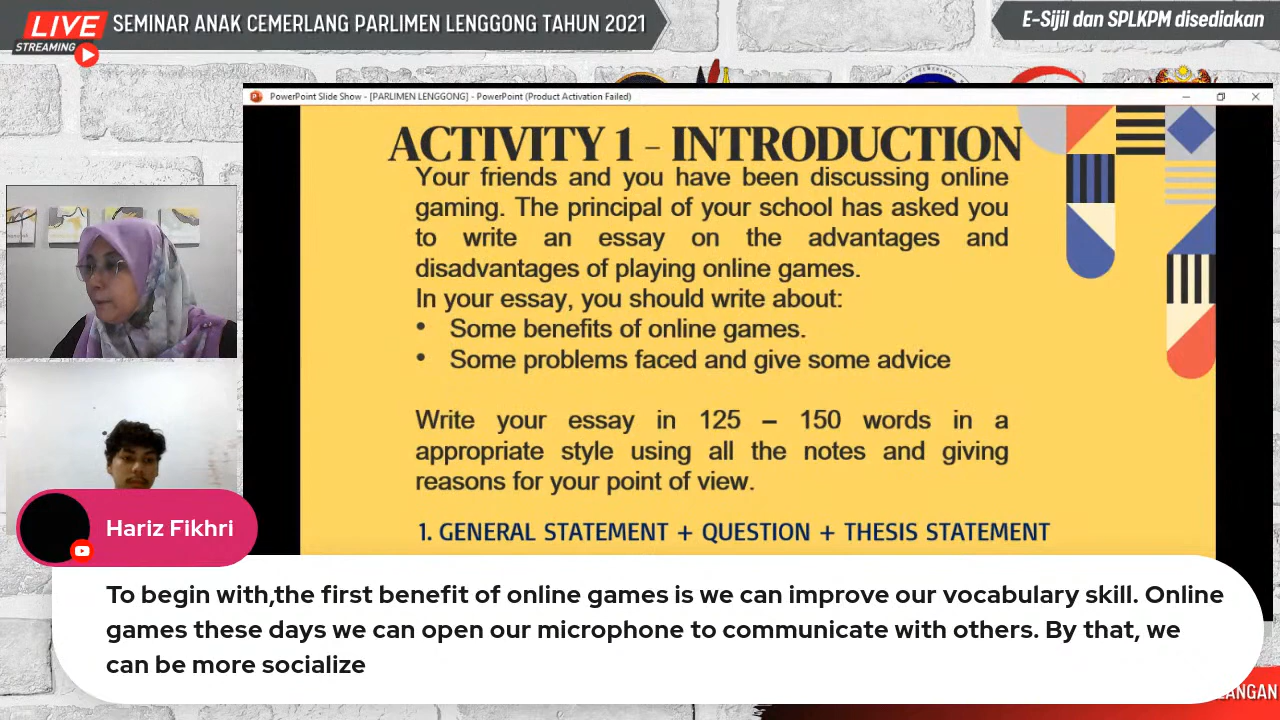 LIVE
STREAMING
SEMINAR ANAK CEMERLANG PARLIMEN LENGGONG TAHUN 2021
E-Sijil dan SPLKPM disediakan
PowerPoint Slide Show - [PARLIMEN LENGGONG] - PowerPoint (Product Activation Failed)
ACTIVITY 1 - INTRODUCTION
Your friends and you have been discussing online
gaming. The principal of your school has asked you
to write an essay on the advantages and
disadvantages of playing online games.
In your essay, you should write about:
• Some benefits of online games.
• Some problems faced and give some advice
Write your essay in 125 – 150 words in a
appropriate style using all the notes and giving
reasons for your point of view.
1. GENERAL STATEMENT + QUESTION + THESIS STATEMENT
Hariz Fikhri
To begin with,the first benefit of online games is we can improve our vocabulary skill. Online
games these days we can open our microphone to communicate with others. By that, we
can be more socialize